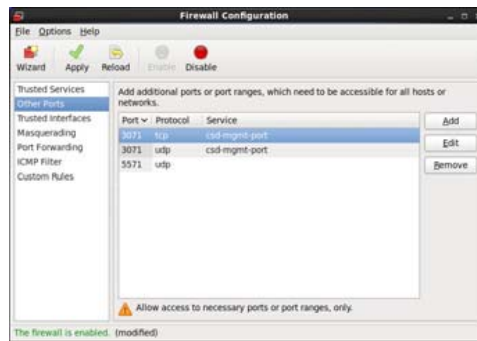 Firewall Configuration
File Options Help
Wizard Apply Reload Enable Disable
Trusted Services
Other Ports
Trusted Interfaces
Masquerading
Port Forwarding
ICMP Filter
Custom Rules
Add additional ports or port ranges, which need to be accessible for all hosts or
networks.
Port Protocol Service
3071 tcp csd-mgmt-port
3071 udp csd-mgmt-port
5571 udp
Add
Edit
Remove
Allow access to necessary ports or port ranges, only.
The firewall is enabled. (modified)